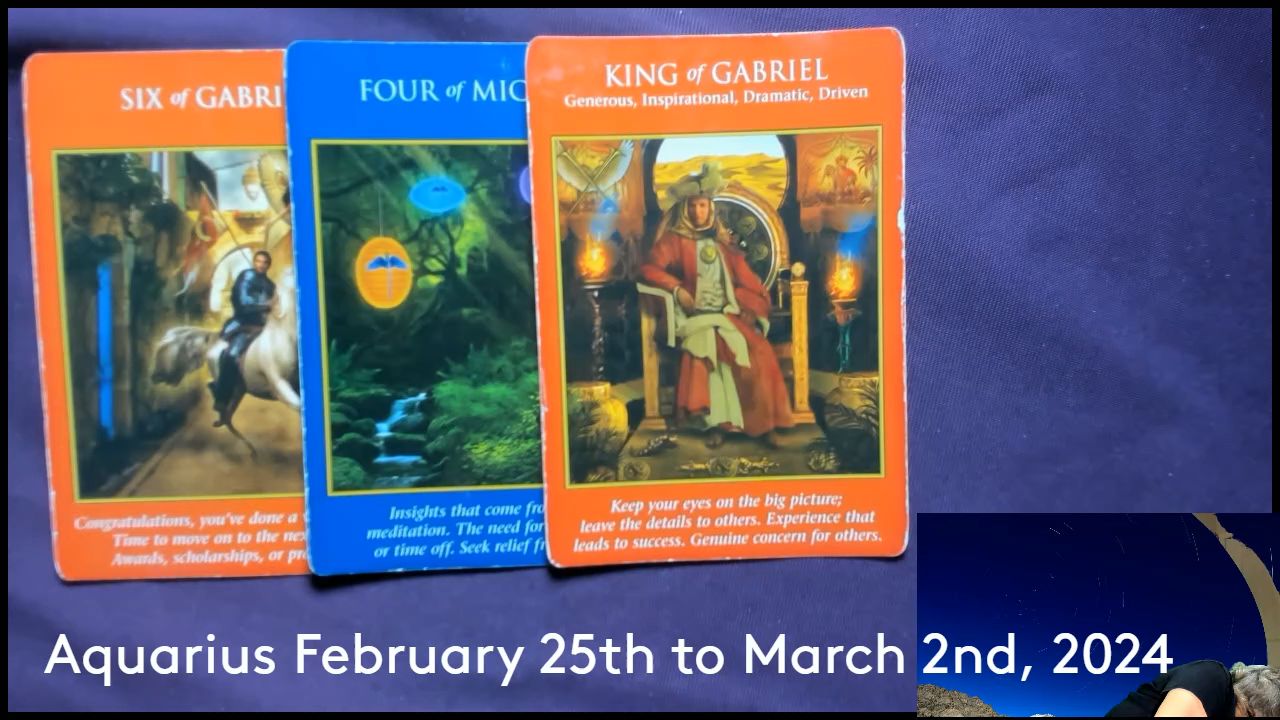 SIX of GABRI
Congratulations, you've done a
Time to move on to the nex
Awards, scholarships, or pr
FOUR of MIC
Insights that come fro
meditation. The need for
or time off. Seek relief fr
KING of GABRIEL
Generous, Inspirational, Dramatic, Driven
Keep your eyes on the big picture;
leave the details to others. Experience that
leads to success. Genuine concern for others.
Aquarius February 25th to March 2nd, 2024